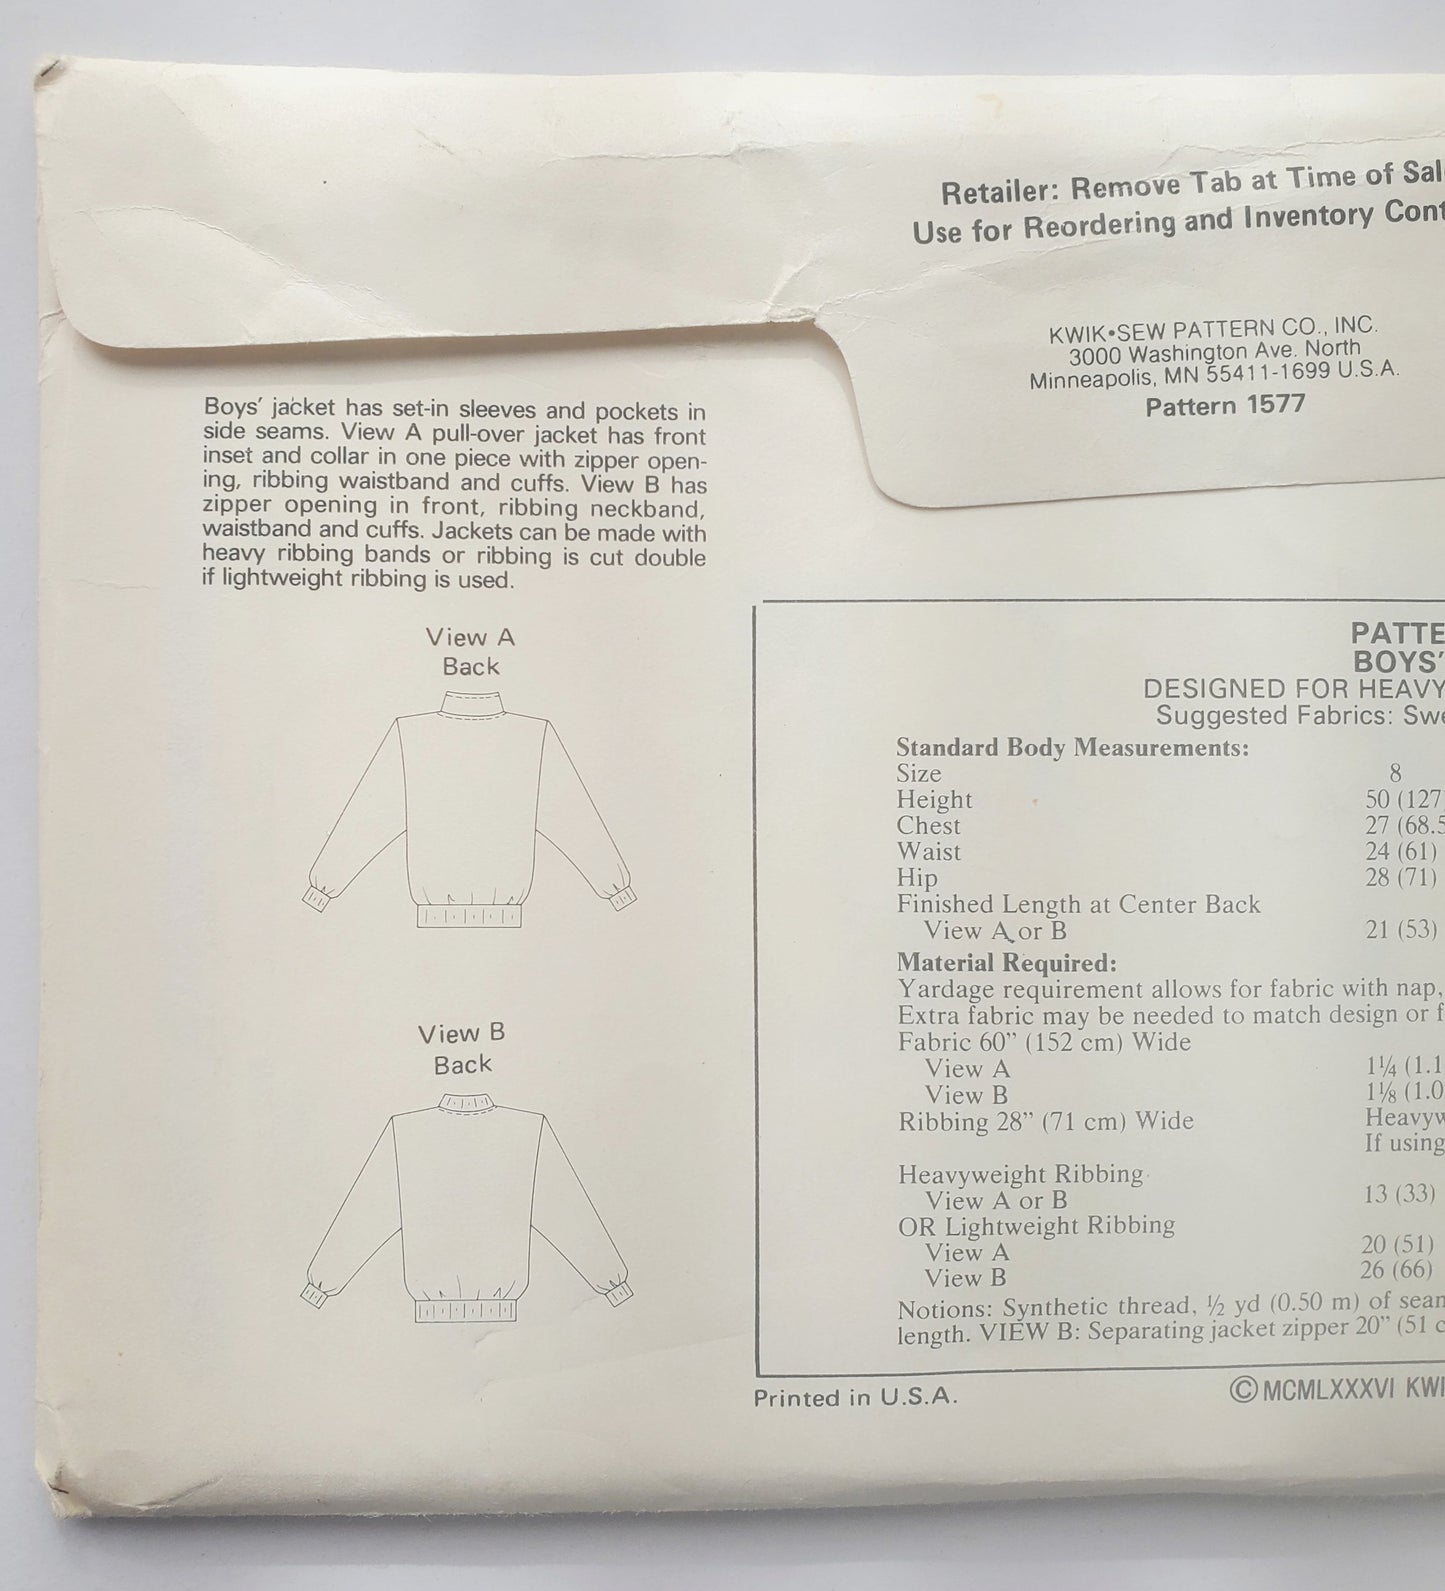 Retailer: Remove Tab at Time of
Use for Reordering and Inventory
KWIK•SEW PATTERN CO., INC.
3000 Washington Ave. North
Minneapolis, MN 55411-1699 U.S.A.
Pattern 1577
Boys’ jacket has set-in sleeves and pockets in
side seams. View A pull-over jacket has front
inset and collar in one piece with zipper open-
ing, ribbing waistband and cuffs. View B has
zipper opening in front, ribbing neckband,
waistband and cuffs. Jackets can be made with
heavy ribbing bands or ribbing is cut double
if lightweight ribbing is used.
View A
Back
View B
Back
PATTE
BOYS’
DESIGNED FOR HEAVY
Suggested Fabrics: Swe
Standard Body Measurements:
Size 8
Height 50 (127
Chest 27 (68.5
Waist 24 (61)
Hip 28 (71)
Finished Length at Center Back
View A or B 21 (53)
Material Required:
Yardage requirement allows for fabric with nap,
Extra fabric may be needed to match design or f
Fabric 60” (152 cm) Wide
View A 1¼ (1.1
View B 1⅛ (1.0
Ribbing 28” (71 cm) Wide Heavyw
If using
Heavyweight Ribbing
View A or B 13 (33)
OR Lightweight Ribbing
View A 20 (51)
View B 26 (66)
Notions: Synthetic thread, ½ yd (0.50 m) of sean
length. VIEW B: Separating jacket zipper 20” (51 c
Printed in U.S.A.
©MCMLXXXVI KWI